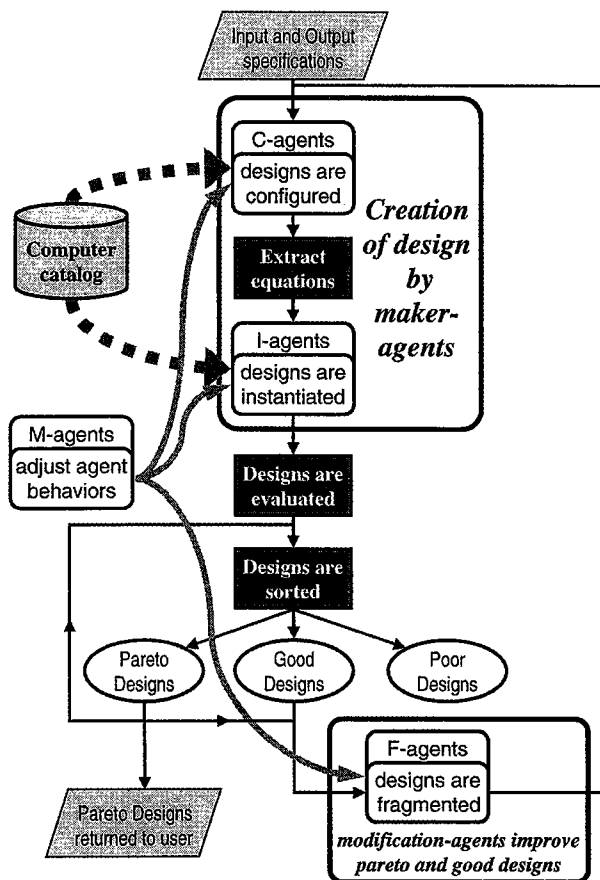 Input and Output
specifications
C-agents
designs are
configured
Creation
of design
by
maker-
agents
Computer
catalog
Extract
equations
I-agents
designs are
instantiated
M-agents
adjust agent
behaviors
Designs are
evaluated
Designs are
sorted
Pareto
Designs
Good
Designs
Poor
Designs
F-agents
designs are
fragmented
modification-agents improve
pareto and good designs
Pareto Designs
returned to user